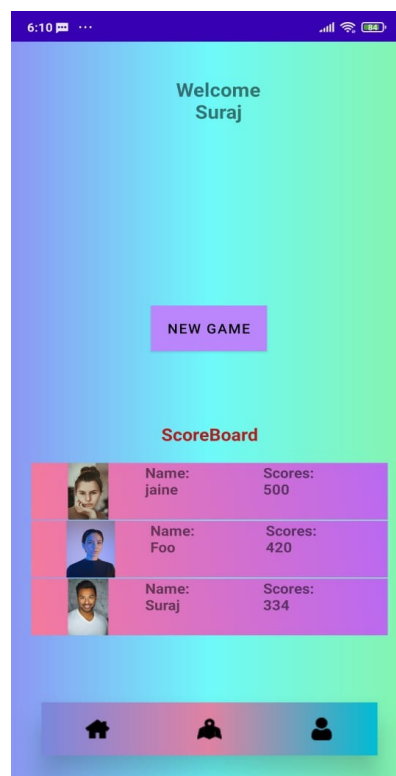 6:10
84
Welcome
Suraj
NEW GAME
ScoreBoard
Name: Scores:
jaine 500
Name: Scores:
Foo 420
Name: Scores:
Suraj 334